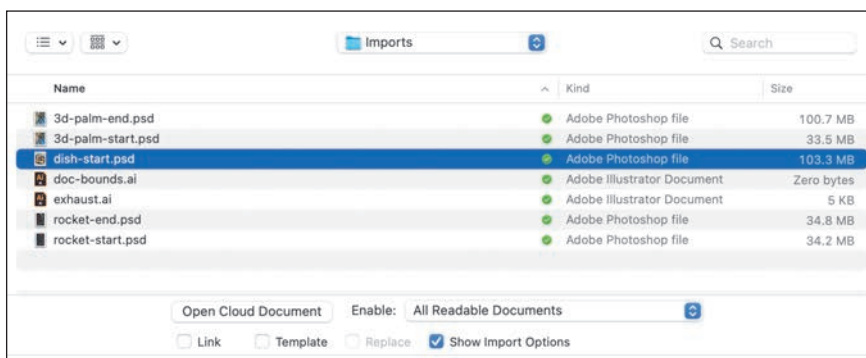 Imports
Search
Name Kind Size
3d-palm-end.psd Adobe Photoshop file 100.7 MB
3d-palm-start.psd Adobe Photoshop file 33.5 MB
dish-start.psd Adobe Photoshop file 103.3 MB
doc-bounds.ai Adobe Illustrator Document Zero bytes
exhaust.ai Adobe Illustrator Document 5 KB
rocket-end.psd Adobe Photoshop file 34.8 MB
rocket-start.psd Adobe Photoshop file 34.2 MB
Open Cloud Document Enable: All Readable Documents
Link Template Replace Show Import Options